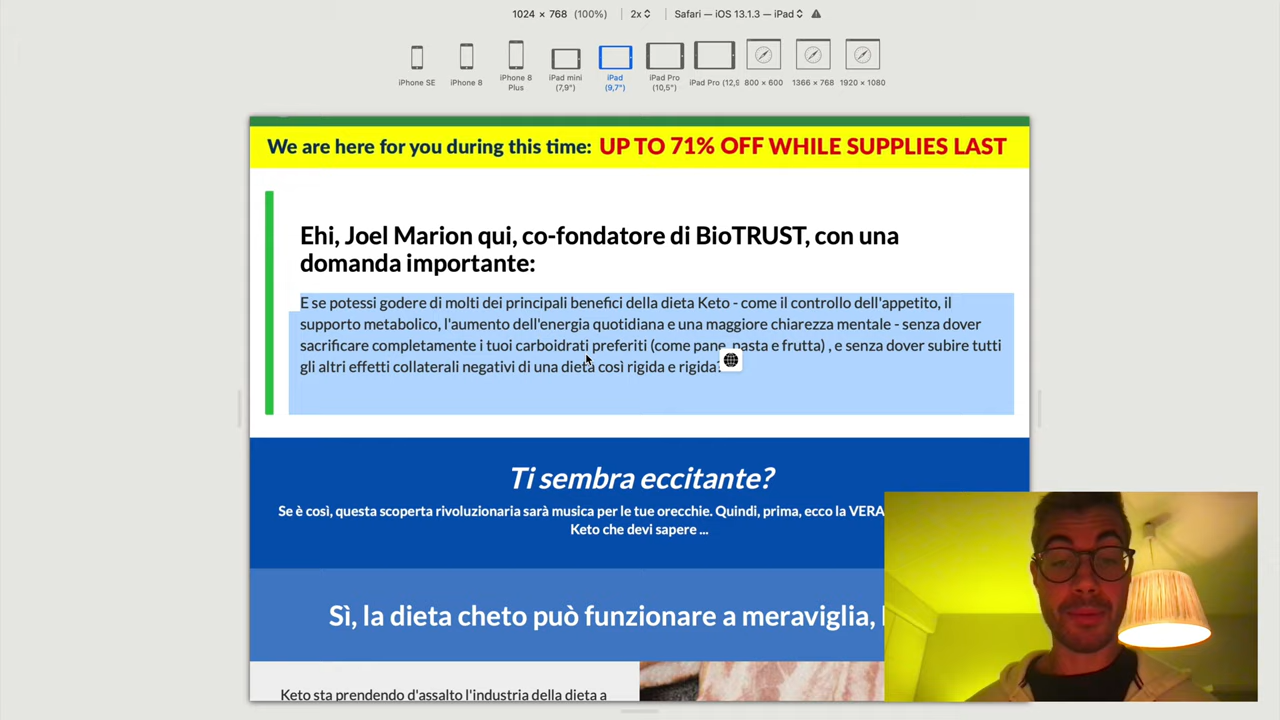 1024 × 768 (100%) 2x Safari — iOS 13.1.3 — iPad
iPhone SE
iPhone 8
iPhone 8
Plus
iPad mini
(7,9")
iPad
(9,7")
iPad Pro
(10,5")
iPad Pro (12,9
800 × 600
1366 × 768
1920 × 1080
We are here for you during this time: UP TO 71% OFF WHILE SUPPLIES LAST
Ehi, Joel Marion qui, co-fondatore di BioTRUST, con una
domanda importante:
E se potessi godere di molti dei principali benefici della dieta Keto - come il controllo dell'appetito, il
supporto metabolico, l'aumento dell'energia quotidiana e una maggiore chiarezza mentale - senza dover
sacrificare completamente i tuoi carboidrati preferiti (come pane, pasta e frutta) , e senza dover subire tutti
gli altri effetti collaterali negativi di una dieta così rigida e rigida?
Ti sembra eccitante?
Se è così, questa scoperta rivoluzionaria sarà musica per le tue orecchie. Quindi, prima, ecco la VERA
Keto che devi sapere ...
Sì, la dieta cheto può funzionare a meraviglia,
Keto sta prendendo d'assalto l'industria della dieta a